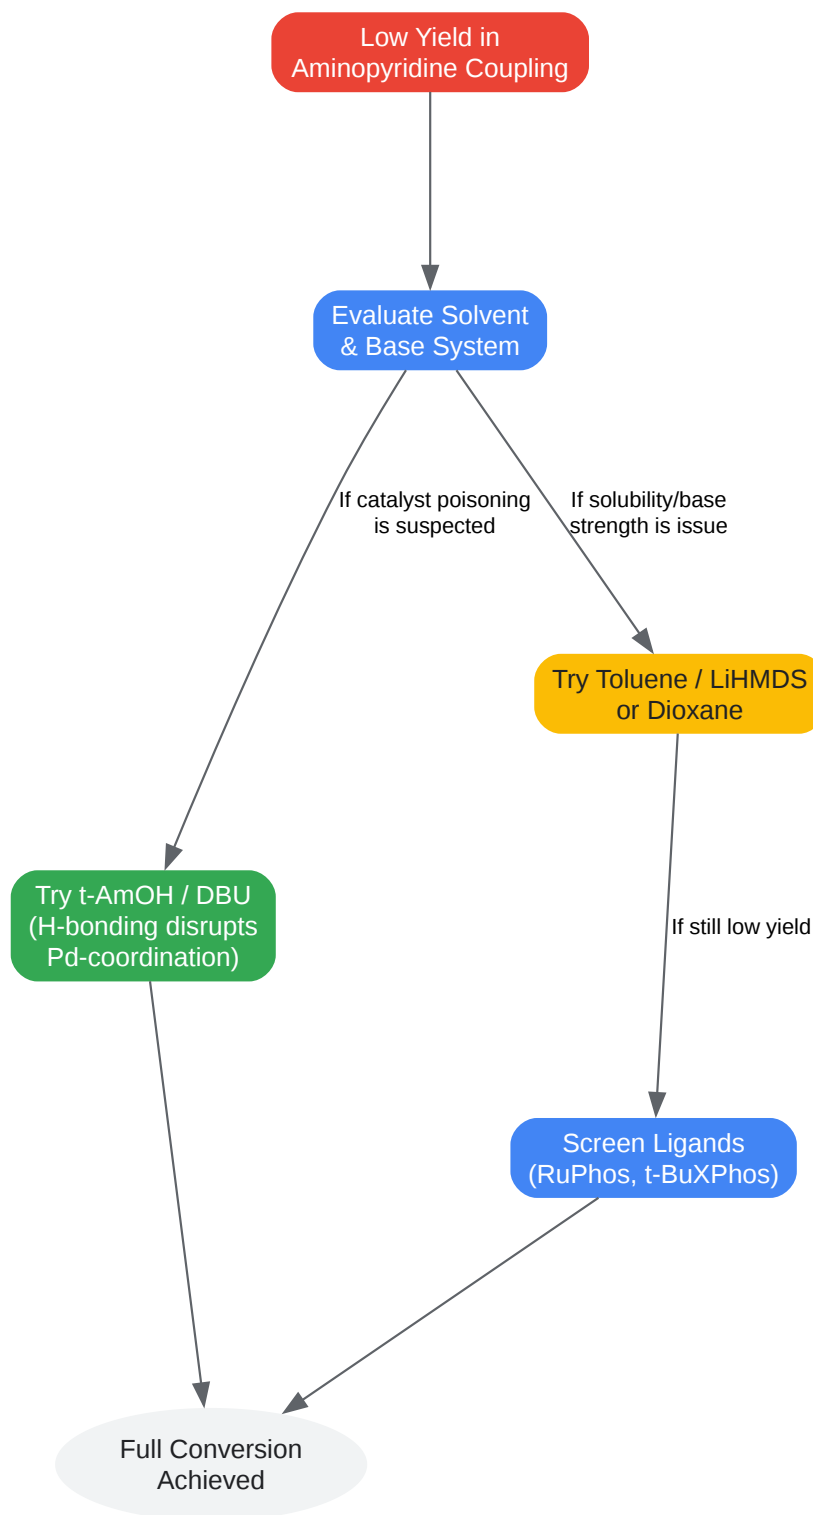 Low Yield in
Aminopyridine Coupling
Evaluate Solvent
& Base System
If catalyst poisoning
is suspected
If solubility/base
strength is issue
Try Toluene / LiHMDS
or Dioxane
Try t-AmOH / DBU
(H-bonding disrupts
Pd-coordination)
If still low yield
Screen Ligands
(RuPhos, t-BuXPhos)
Full Conversion
Achieved